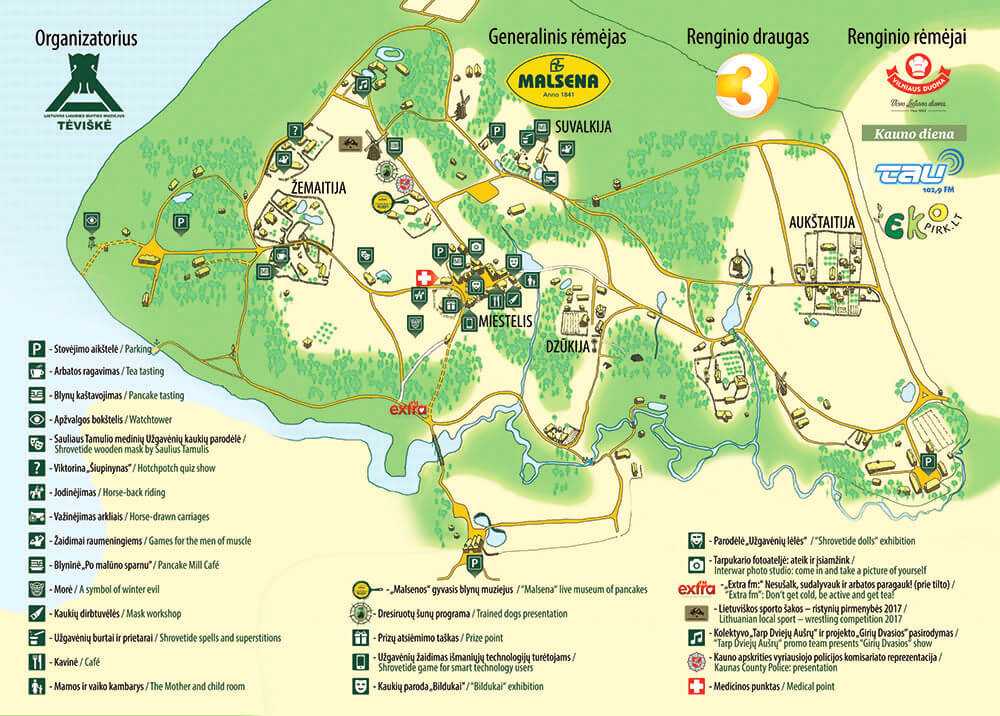 Organizatorius
LIETUVOS LIAUDIES BUITIES MUZIEJUS
TĖVIŠKĖ
Generalinis rėmėjas
MALSENA
Anno 1841
Renginio draugas
3
Renginio rėmėjai
VILNIAUS DUONA
Kauno diena
TAU
102,9 FM
EKO
PIRK.LT
SUVALKIJA
ŽEMAITIJA
AUKŠTAITIJA
MIESTELIS
DZŪKIJA
exfra
P - Stovėjimo aikštelė / Parking
- Arbatos ragavimas / Tea tasting
- Blynų kaštavojimas / Pancake tasting
- Apžvalgos bokštelis / Watchtower
- Sauliaus Tamulio medinių Užgavėnių kaukių parodėlė /
Shrovetide wooden mask by Saulius Tamulis
? - Viktorina „Šiupinynas" / Hotchpotch quiz show
- Jodinėjimas / Horse-back riding
- Važinėjimas arkliais / Horse-drawn carriages
- Žaidimai raumeningiems / Games for the men of muscle
- Blyninė „Po malūno sparnu" / Pancake Mill Café
- Morė / A symbol of winter evil
- Kaukių dirbtuvėlės / Mask workshop
- Užgavėnių burtai ir prietarai / Shrovetide spells and superstitions
- Kavinė / Café
- Mamos ir vaiko kambarys / The Mother and child room
- „Malsenos" gyvasis blynų muziejus / "Malsena" live museum of pancakes
- Dresiruotų šunų programa / Trained dogs presentation
- Prizų atsiėmimo taškas / Prize point
- Užgavėnių žaidimas išmaniųjų technologijų turėtojams /
Shrovetide game for smart technology users
- Kaukių paroda „Bildukai" / "Bildukai" exhibition
- Parodėlė „Užgavėnių lėlės" / "Shrovetide dolls" exhibition
- Tarpukario fotoateljė: ateik ir įsiamžink /
Interwar photo studio: come in and take a picture of yourself
exfra - „Extra fm:" Nesušalk, sudalyvauk ir arbatos paragauk! (prie tilto) /
"Extra fm": Don't get cold, be active and get tea!
- Lietuviškos sporto šakos – ristynių pirmenybės 2017 /
Lithuanian local sport – wrestling competition 2017
- Kolektyvo „Tarp Dviejų Aušrų" ir projekto „Girių Dvasios" pasirodymas /
"Tarp Dviejų Aušrų" promo team presents "Girių Dvasios" show
- Kauno apskrities vyriausiojo policijos komisariato reprezentacija /
Kaunas County Police: presentation
- Medicinos punktas / Medical point